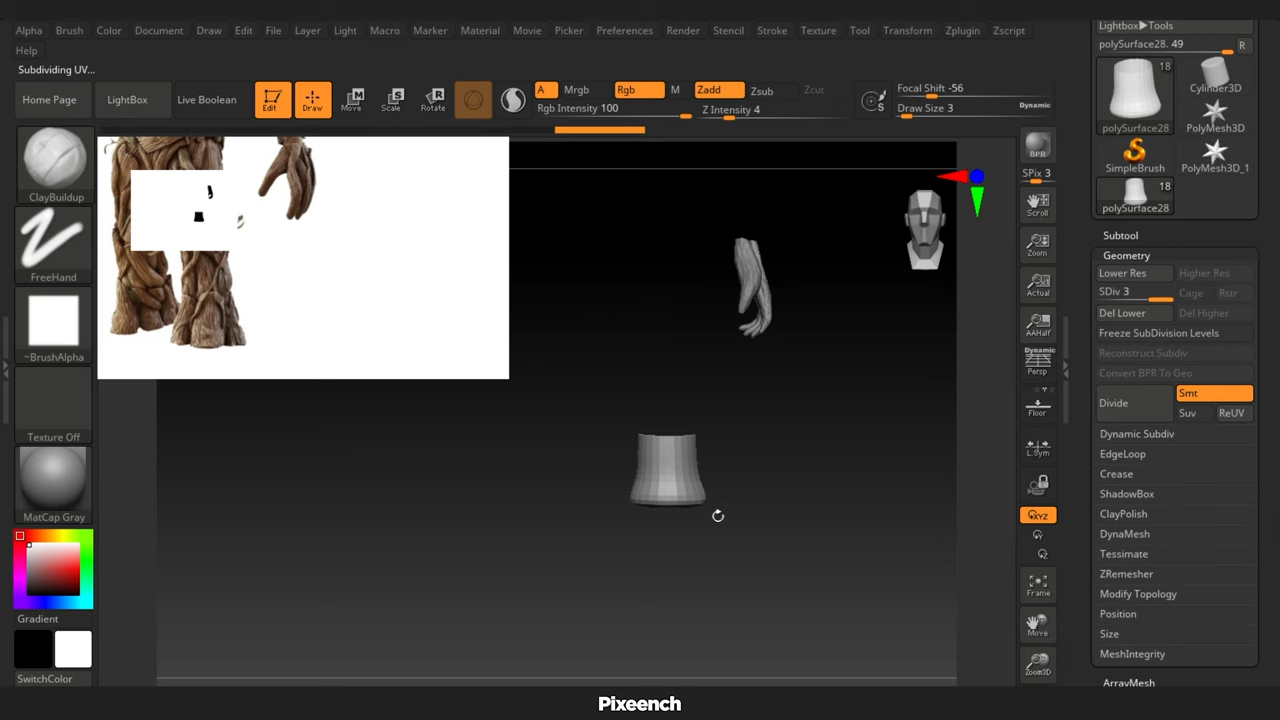 Alpha Brush Color Document Draw Edit File Layer Light Macro Marker Material Movie Picker Preferences Render Stencil Stroke Texture Tool Transform Zplugin Zscript
Help
Subdividing UV...
Home Page
LightBox
Live Boolean
Edit
Draw
Move
Scale
Rotate
A
Mrgb
Rgb
M
Rgb Intensity 100
Zadd
Zsub
Zcut
Z Intensity 4
S
Focal Shift -56
Draw Size 3
Dynamic
ClayBuildup
FreeHand
~BrushAlpha
Texture Off
MatCap Gray
Gradient
SwitchColor
BPR
SPix 3
Scroll
Zoom
Actual
AAHalf
Dynamic
Persp
Floor
L.Sym
XYZ
Frame
Move
Zoom3D
Lightbox▶Tools
polySurface28. 49
R
18
polySurface28
Cylinder3D
PolyMesh3D
SimpleBrush
PolyMesh3D_1
18
polySurface28
Subtool
Geometry
Lower Res
Higher Res
SDiv 3
Cage
Rstr
Del Lower
Del Higher
Freeze SubDivision Levels
Reconstruct Subdiv
Convert BPR To Geo
Divide
Smt
Suv
ReUV
Dynamic Subdiv
EdgeLoop
Crease
ShadowBox
ClayPolish
DynaMesh
Tessimate
ZRemesher
Modify Topology
Position
Size
MeshIntegrity
ArrayMesh
Pixeench